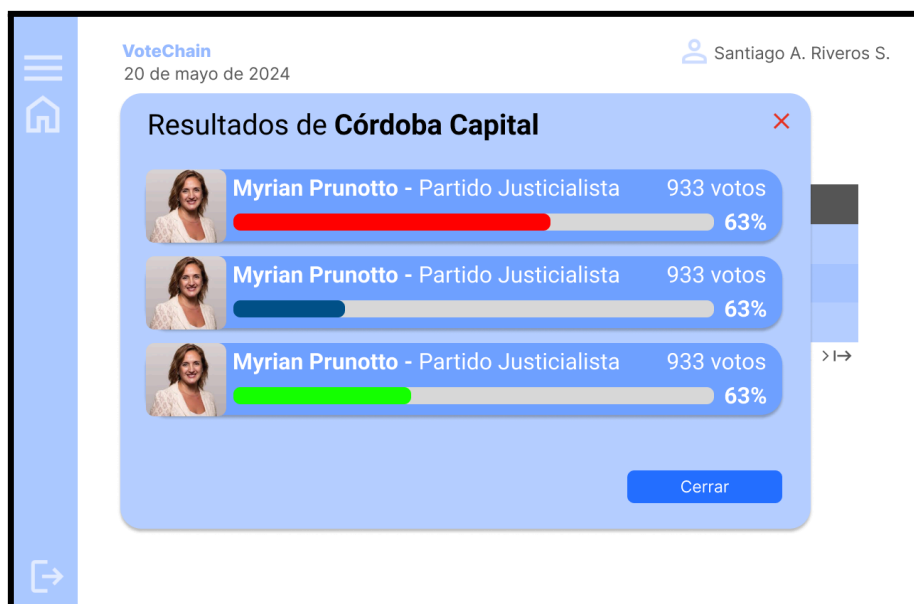 VoteChain
20 de mayo de 2024
Santiago A. Riveros S.
Resultados de Córdoba Capital
Myrian Prunotto - Partido Justicialista 933 votos
63%
Myrian Prunotto - Partido Justicialista 933 votos
63%
Myrian Prunotto - Partido Justicialista 933 votos
63%
Cerrar